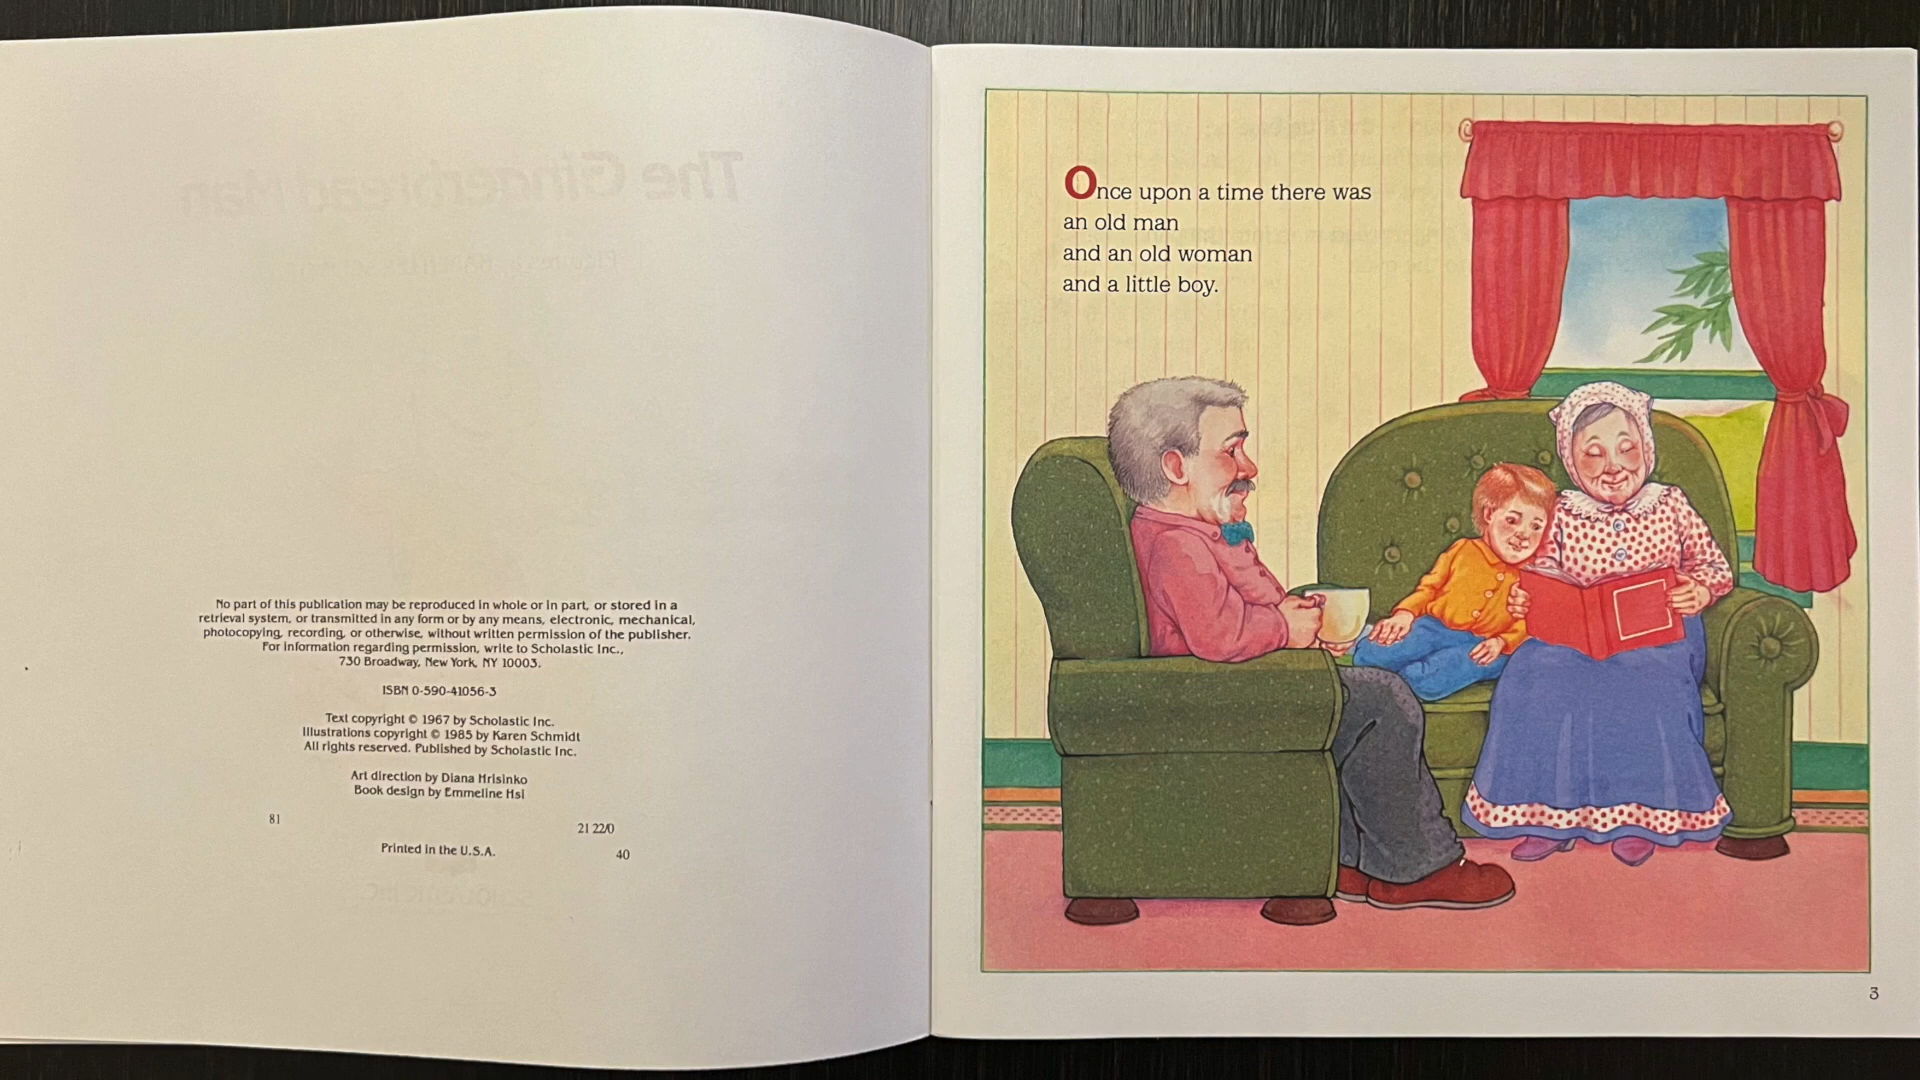 No part of this publication may be reproduced in whole or in part, or stored in a
retrieval system, or transmitted in any form or by any means, electronic, mechanical,
photocopying, recording, or otherwise, without written permission of the publisher.
For information regarding permission, write to Scholastic Inc.,
730 Broadway, New York, NY 10003.
ISBN 0-590-41056-3
Text copyright © 1967 by Scholastic Inc.
Illustrations copyright © 1985 by Karen Schmidt
All rights reserved. Published by Scholastic Inc.
Art direction by Diana Hrisinko
Book design by Emmeline Hsi
81 21 22/0
Printed in the U.S.A. 40
Once upon a time there was
an old man
and an old woman
and a little boy.
3